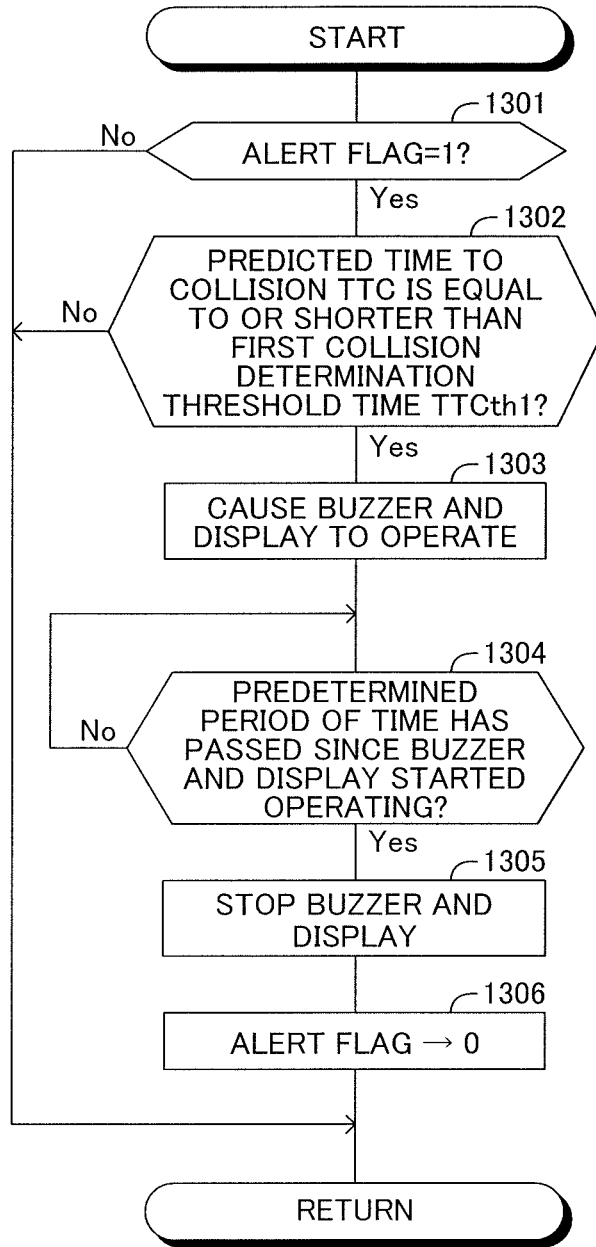 START
1301
No
ALERT FLAG=1?
Yes
1302
PREDICTED TIME TO
COLLISION TTC IS EQUAL
TO OR SHORTER THAN
FIRST COLLISION
DETERMINATION
THRESHOLD TIME TTCth1?
No
Yes
1303
CAUSE BUZZER AND
DISPLAY TO OPERATE
1304
PREDETERMINED
PERIOD OF TIME HAS
PASSED SINCE BUZZER
AND DISPLAY STARTED
OPERATING?
No
Yes
1305
STOP BUZZER AND
DISPLAY
1306
ALERT FLAG → 0
RETURN